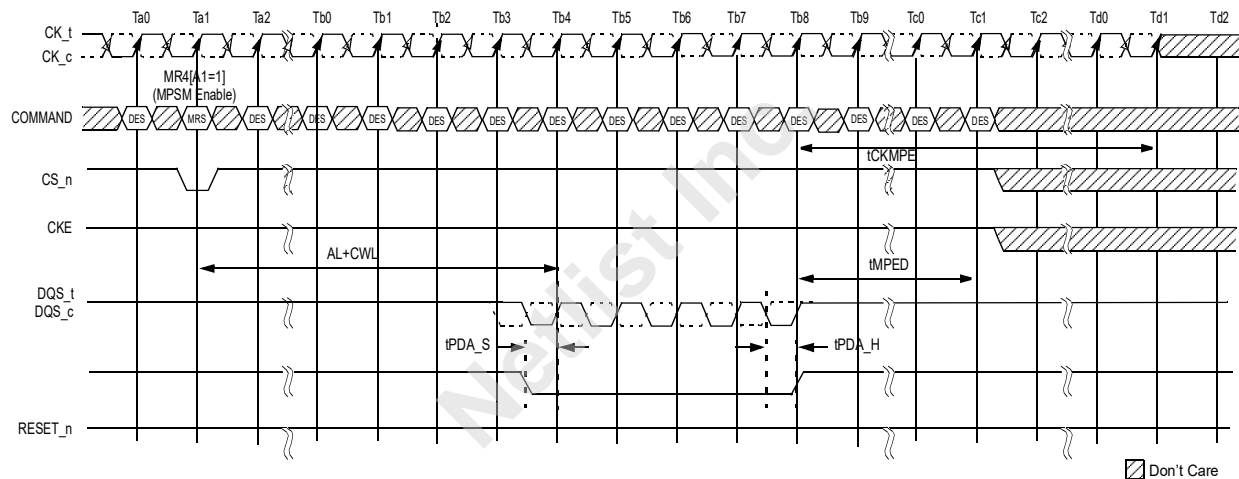 Ta0 Ta1 Ta2 Tb0 Tb1 Tb2 Tb3 Tb4 Tb5 Tb6 Tb7 Tb8 Tb9 Tc0 Tc1 Tc2 Td0 Td1 Td2
CK_t
CK_c
MR4[A1=1]
(MPSM Enable)
COMMAND DES MRS DES DES DES DES DES DES DES DES DES DES DES DES DES
tCKMPE
CS_n
CKE
AL+CWL
tMPED
DQS_t
DQS_c
tPDA_S
tPDA_H
RESET_n
Don't Care
Netlist Inc